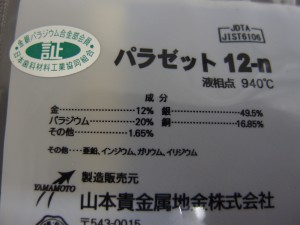 JDTA
JIST6106
歯科パラジウム合金部会員
証
日本歯科材料工業協同組合
パラゼット 12-n
液相点 940℃
成分
金 12% 銀 49.5%
パラジウム 20% 銅 16.85%
その他 1.65%
その他‥‥亜鉛, インジウム, ガリウム, イリジウム
YAMAMOTO
製造販売元
山本貴金属地金株式会社
〒543-0015